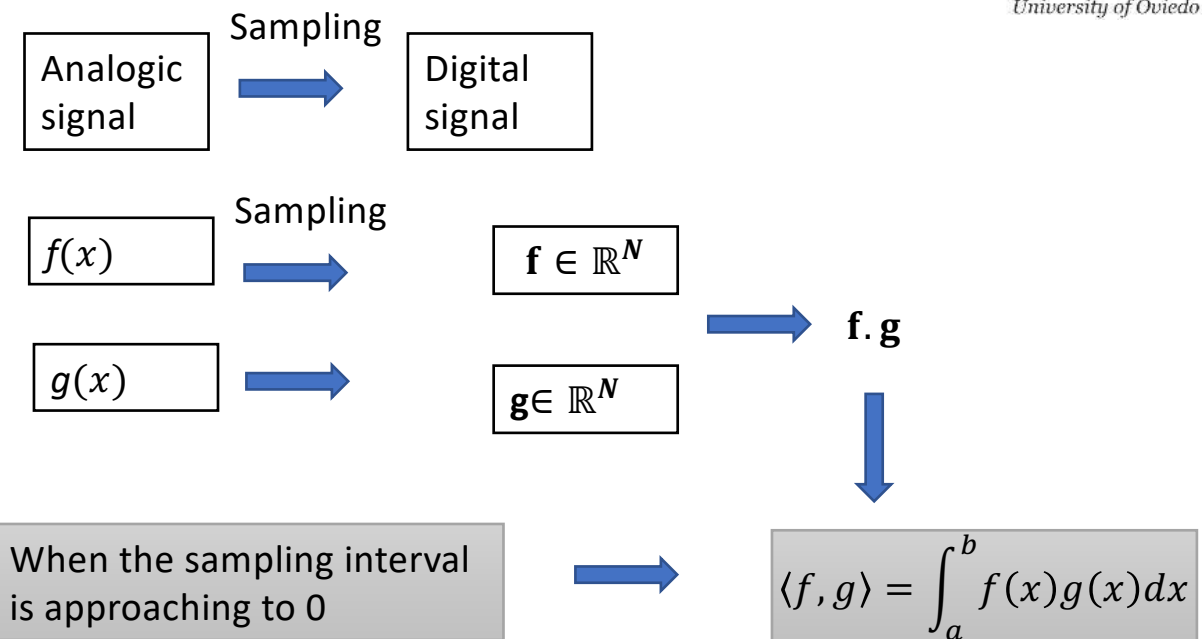 University of Oviedo
Sampling
Analogic
signal
Digital
signal
Sampling
f(x)
𝐟 ∈ ℝ^𝑵
𝐟. 𝐠
g(x)
𝐠∈ ℝ^𝑵
When the sampling interval
is approaching to 0
⟨f, g⟩ = ∫_a^b f(x)g(x)dx